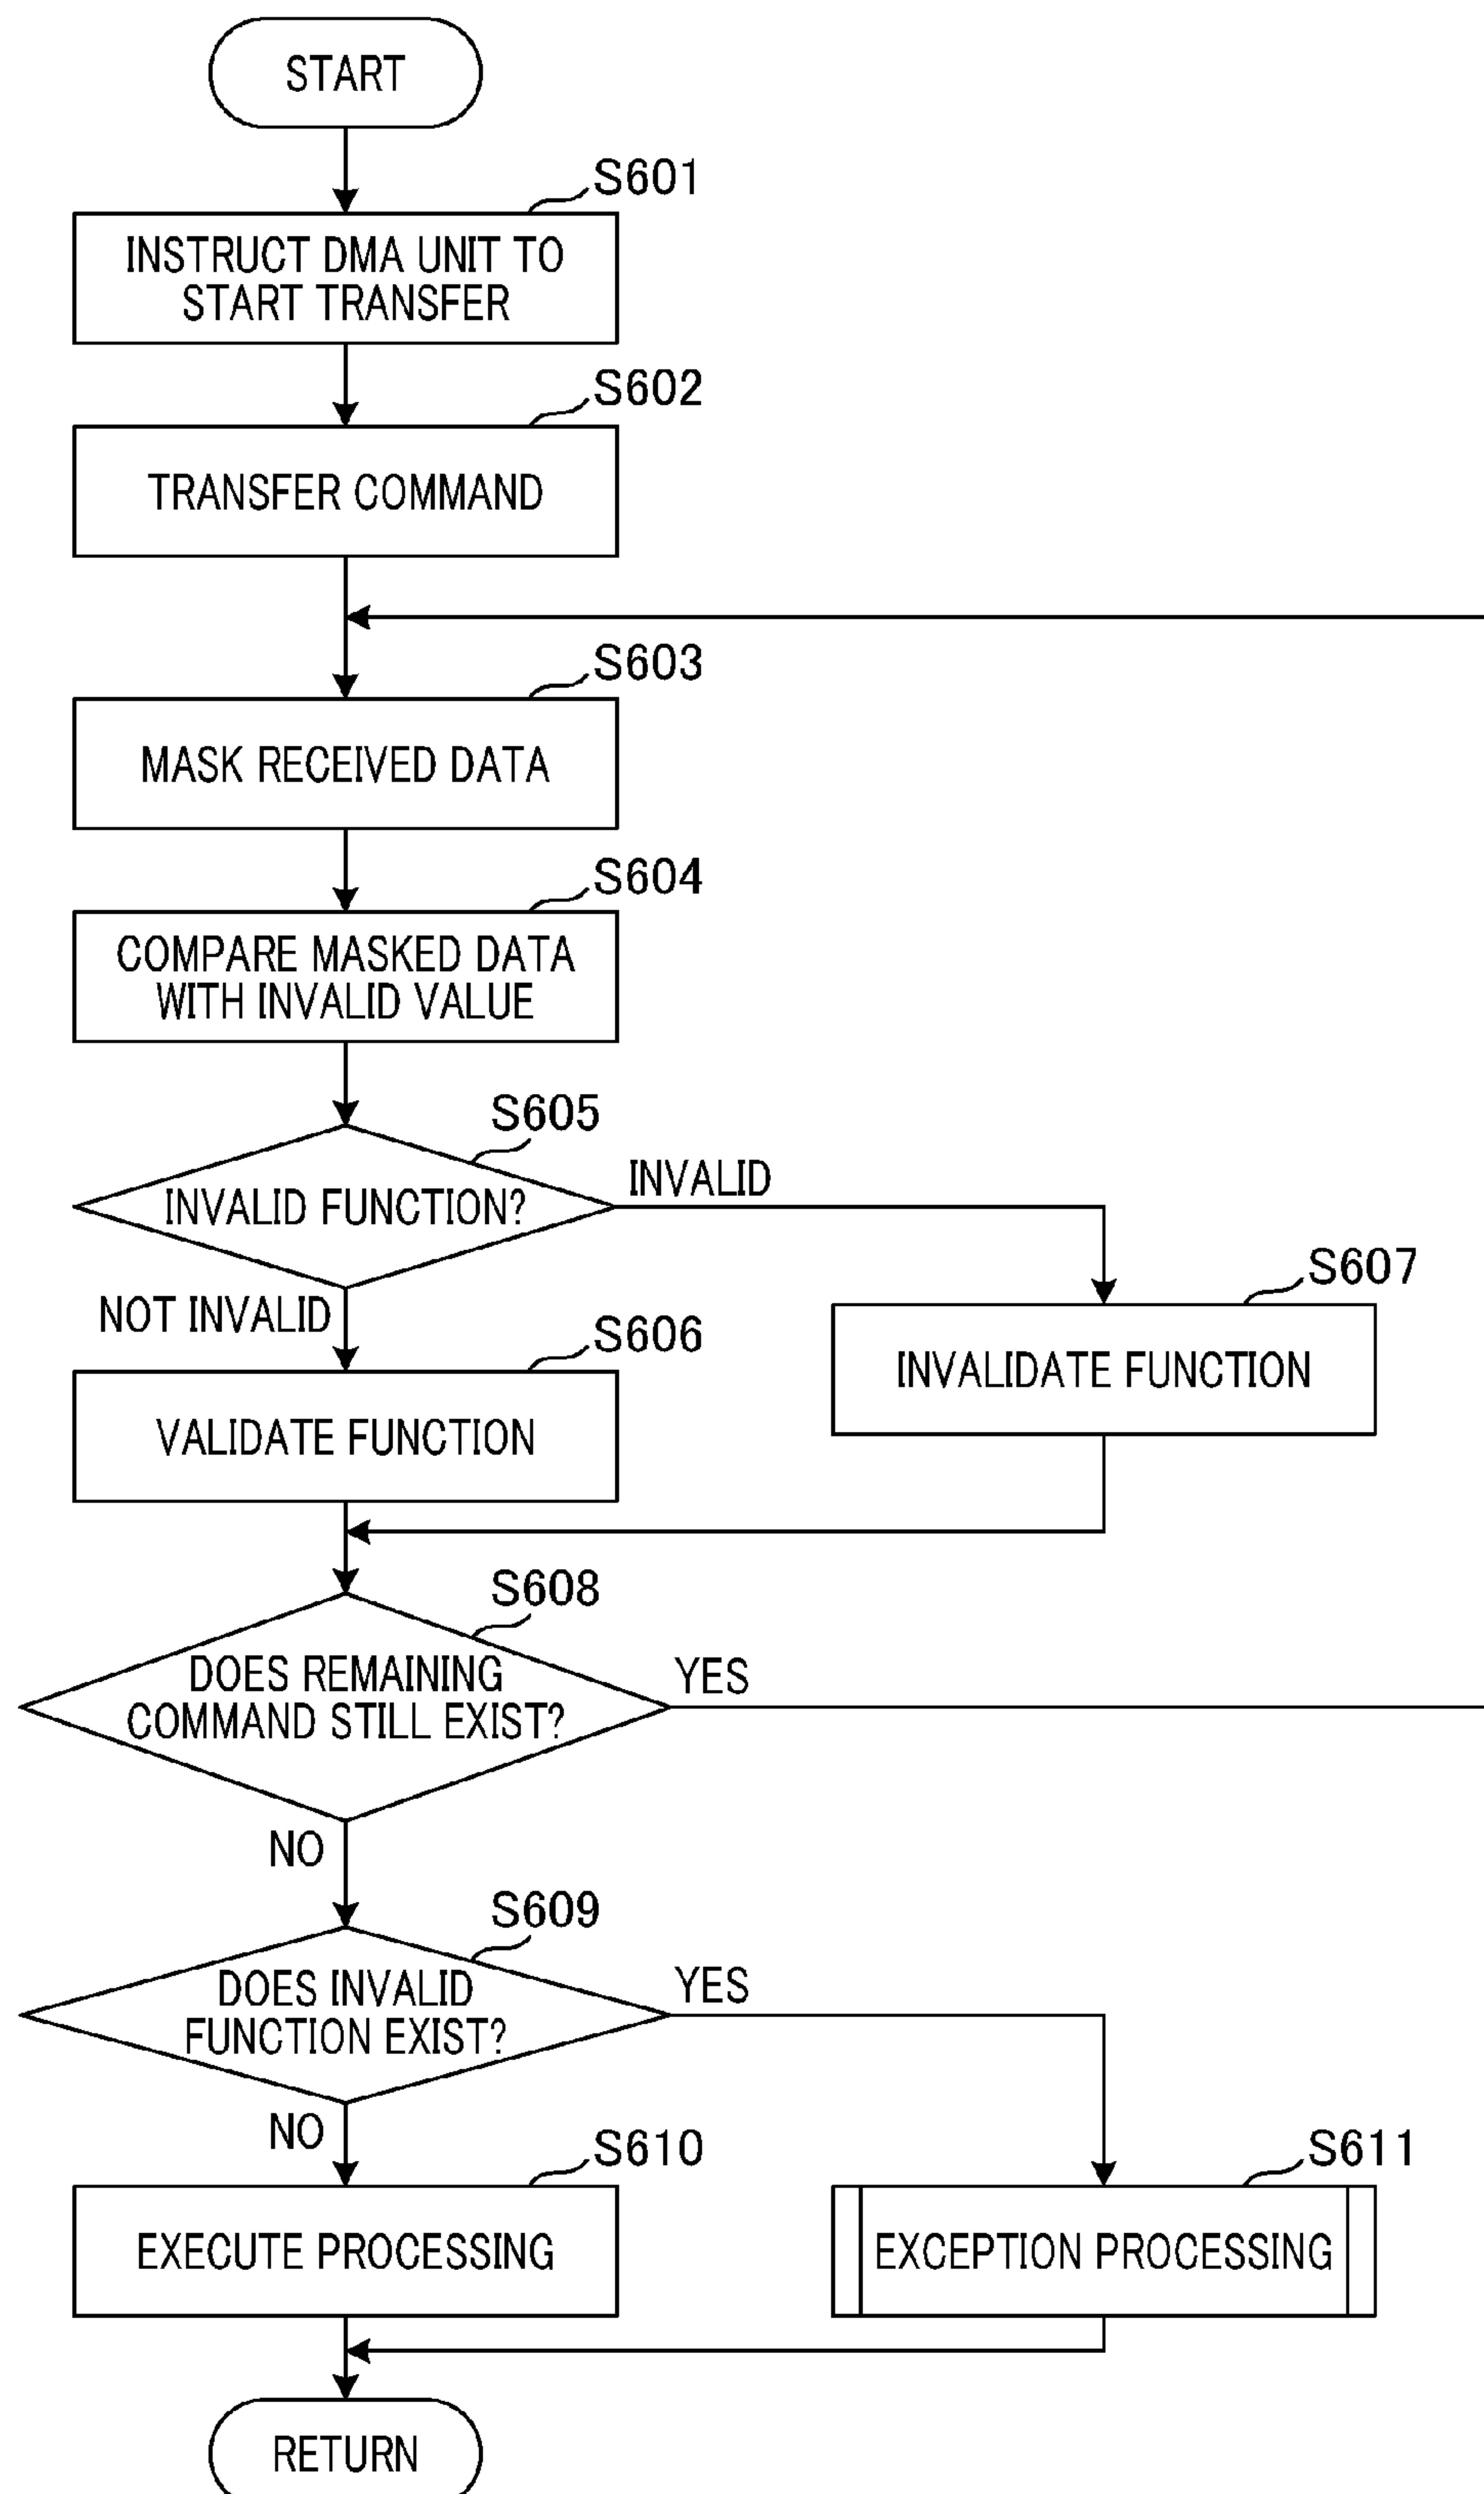 START
S601
INSTRUCT DMA UNIT TO
START TRANSFER
S602
TRANSFER COMMAND
S603
MASK RECEIVED DATA
S604
COMPARE MASKED DATA
WITH INVALID VALUE
S605
INVALID FUNCTION?
INVALID
NOT INVALID
S606
VALIDATE FUNCTION
S607
INVALIDATE FUNCTION
S608
DOES REMAINING
COMMAND STILL EXIST?
YES
NO
S609
DOES INVALID
FUNCTION EXIST?
YES
NO
S610
EXECUTE PROCESSING
S611
EXCEPTION PROCESSING
RETURN